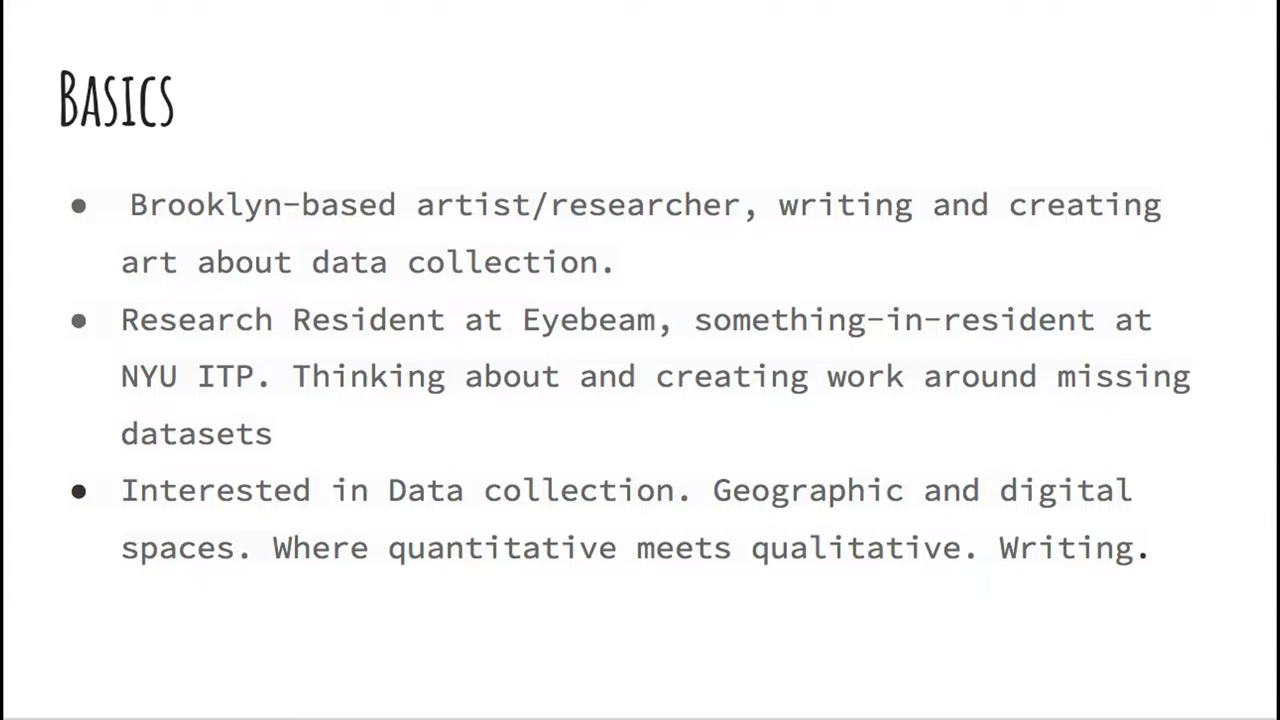 Basics
● Brooklyn-based artist/researcher, writing and creating
art about data collection.
● Research Resident at Eyebeam, something-in-resident at
NYU ITP. Thinking about and creating work around missing
datasets
● Interested in Data collection. Geographic and digital
spaces. Where quantitative meets qualitative. Writing.